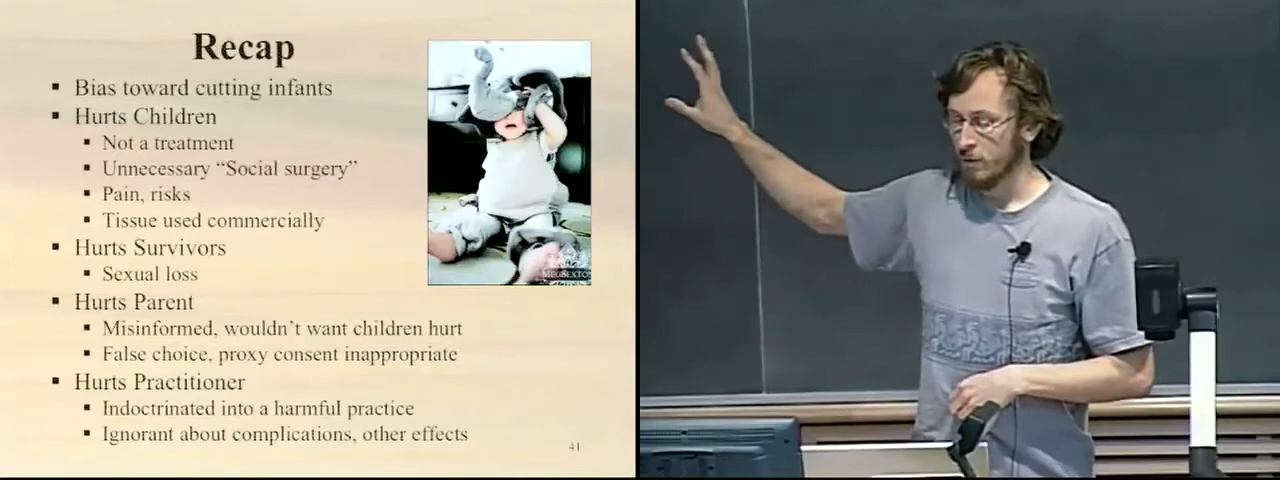 Recap
▪ Bias toward cutting infants
▪ Hurts Children
▪ Not a treatment
▪ Unnecessary “Social surgery”
▪ Pain, risks
▪ Tissue used commercially
▪ Hurts Survivors
▪ Sexual loss
▪ Hurts Parent
▪ Misinformed, wouldn’t want children hurt
▪ False choice, proxy consent inappropriate
▪ Hurts Practitioner
▪ Indoctrinated into a harmful practice
▪ Ignorant about complications, other effects
41